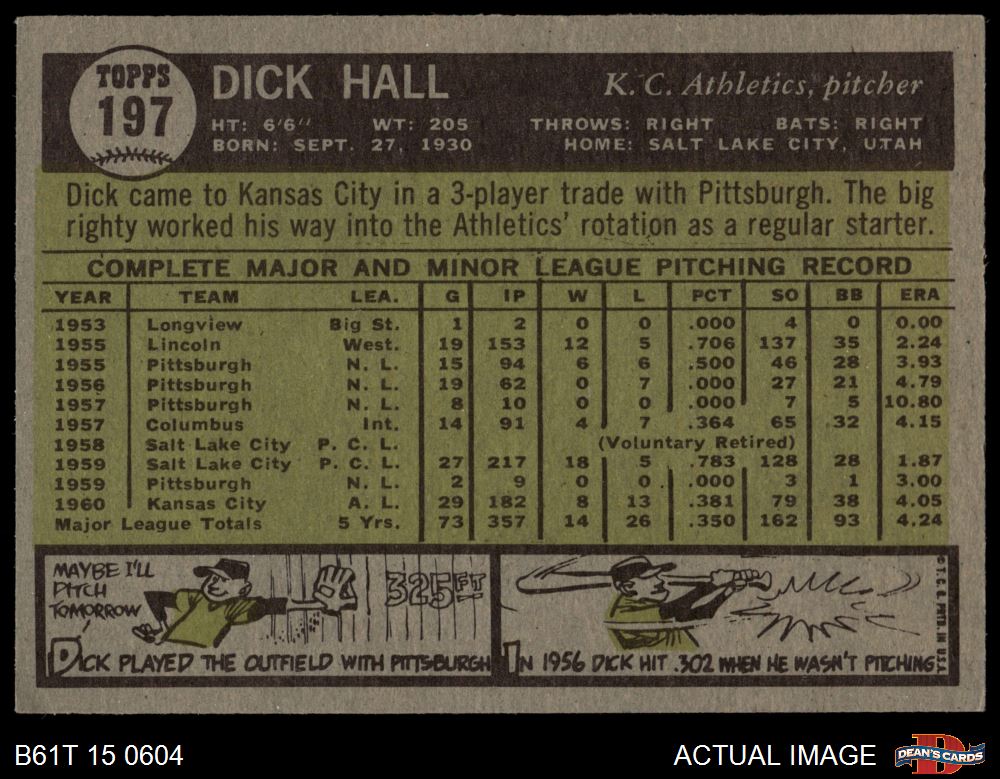 TOPPS
197
DICK HALL
K. C. Athletics, pitcher
HT: 6'6" WT: 205 THROWS: RIGHT BATS: RIGHT
BORN: SEPT. 27, 1930 HOME: SALT LAKE CITY, UTAH
Dick came to Kansas City in a 3-player trade with Pittsburgh. The big
righty worked his way into the Athletics' rotation as a regular starter.
COMPLETE MAJOR AND MINOR LEAGUE PITCHING RECORD
YEAR TEAM LEA. G IP W L PCT SO BB ERA
1953 Longview Big St. 1 2 0 0 .000 4 0 0.00
1955 Lincoln West. 19 153 12 5 .706 137 35 2.24
1955 Pittsburgh N. L. 15 94 6 6 .500 46 28 3.93
1956 Pittsburgh N. L. 19 62 0 7 .000 27 21 4.79
1957 Pittsburgh N. L. 8 10 0 0 .000 7 5 10.80
1957 Columbus Int. 14 91 4 7 .364 65 32 4.15
1958 Salt Lake City P. C. L. (Voluntary Retired)
1959 Salt Lake City P. C. L. 27 217 18 5 .783 128 28 1.87
1959 Pittsburgh N. L. 2 9 0 0 .000 3 1 3.00
1960 Kansas City A. L. 29 182 8 13 .381 79 38 4.05
Major League Totals 5 Yrs. 73 357 14 26 .350 162 93 4.24
MAYBE I'LL
PITCH
TOMORROW
325 FT
DICK PLAYED THE OUTFIELD WITH PITTSBURGH
IN 1956 DICK HIT .302 WHEN HE WASN'T PITCHING
© T. C. G. PRTD. IN U.S.A.
B61T 15 0604
ACTUAL IMAGE
D
DEAN'S CARDS